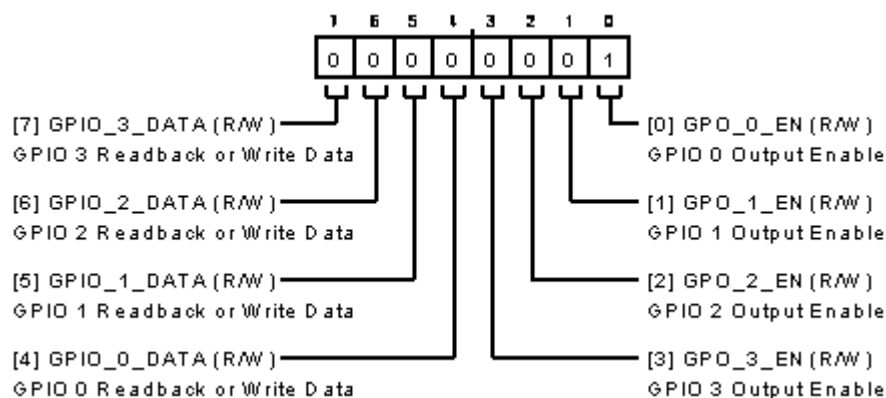 7 6 5 4 3 2 1 0
0 0 0 0 0 0 0 1
[7] GPIO_3_DATA (R/W)
GPIO 3 Readback or Write Data
[6] GPIO_2_DATA (R/W)
GPIO 2 Readback or Write Data
[5] GPIO_1_DATA (R/W)
GPIO 1 Readback or Write Data
[4] GPIO_0_DATA (R/W)
GPIO 0 Readback or Write Data
[0] GPO_0_EN (R/W)
GPIO 0 Output Enable
[1] GPO_1_EN (R/W)
GPIO 1 Output Enable
[2] GPO_2_EN (R/W)
GPIO 2 Output Enable
[3] GPO_3_EN (R/W)
GPIO 3 Output Enable